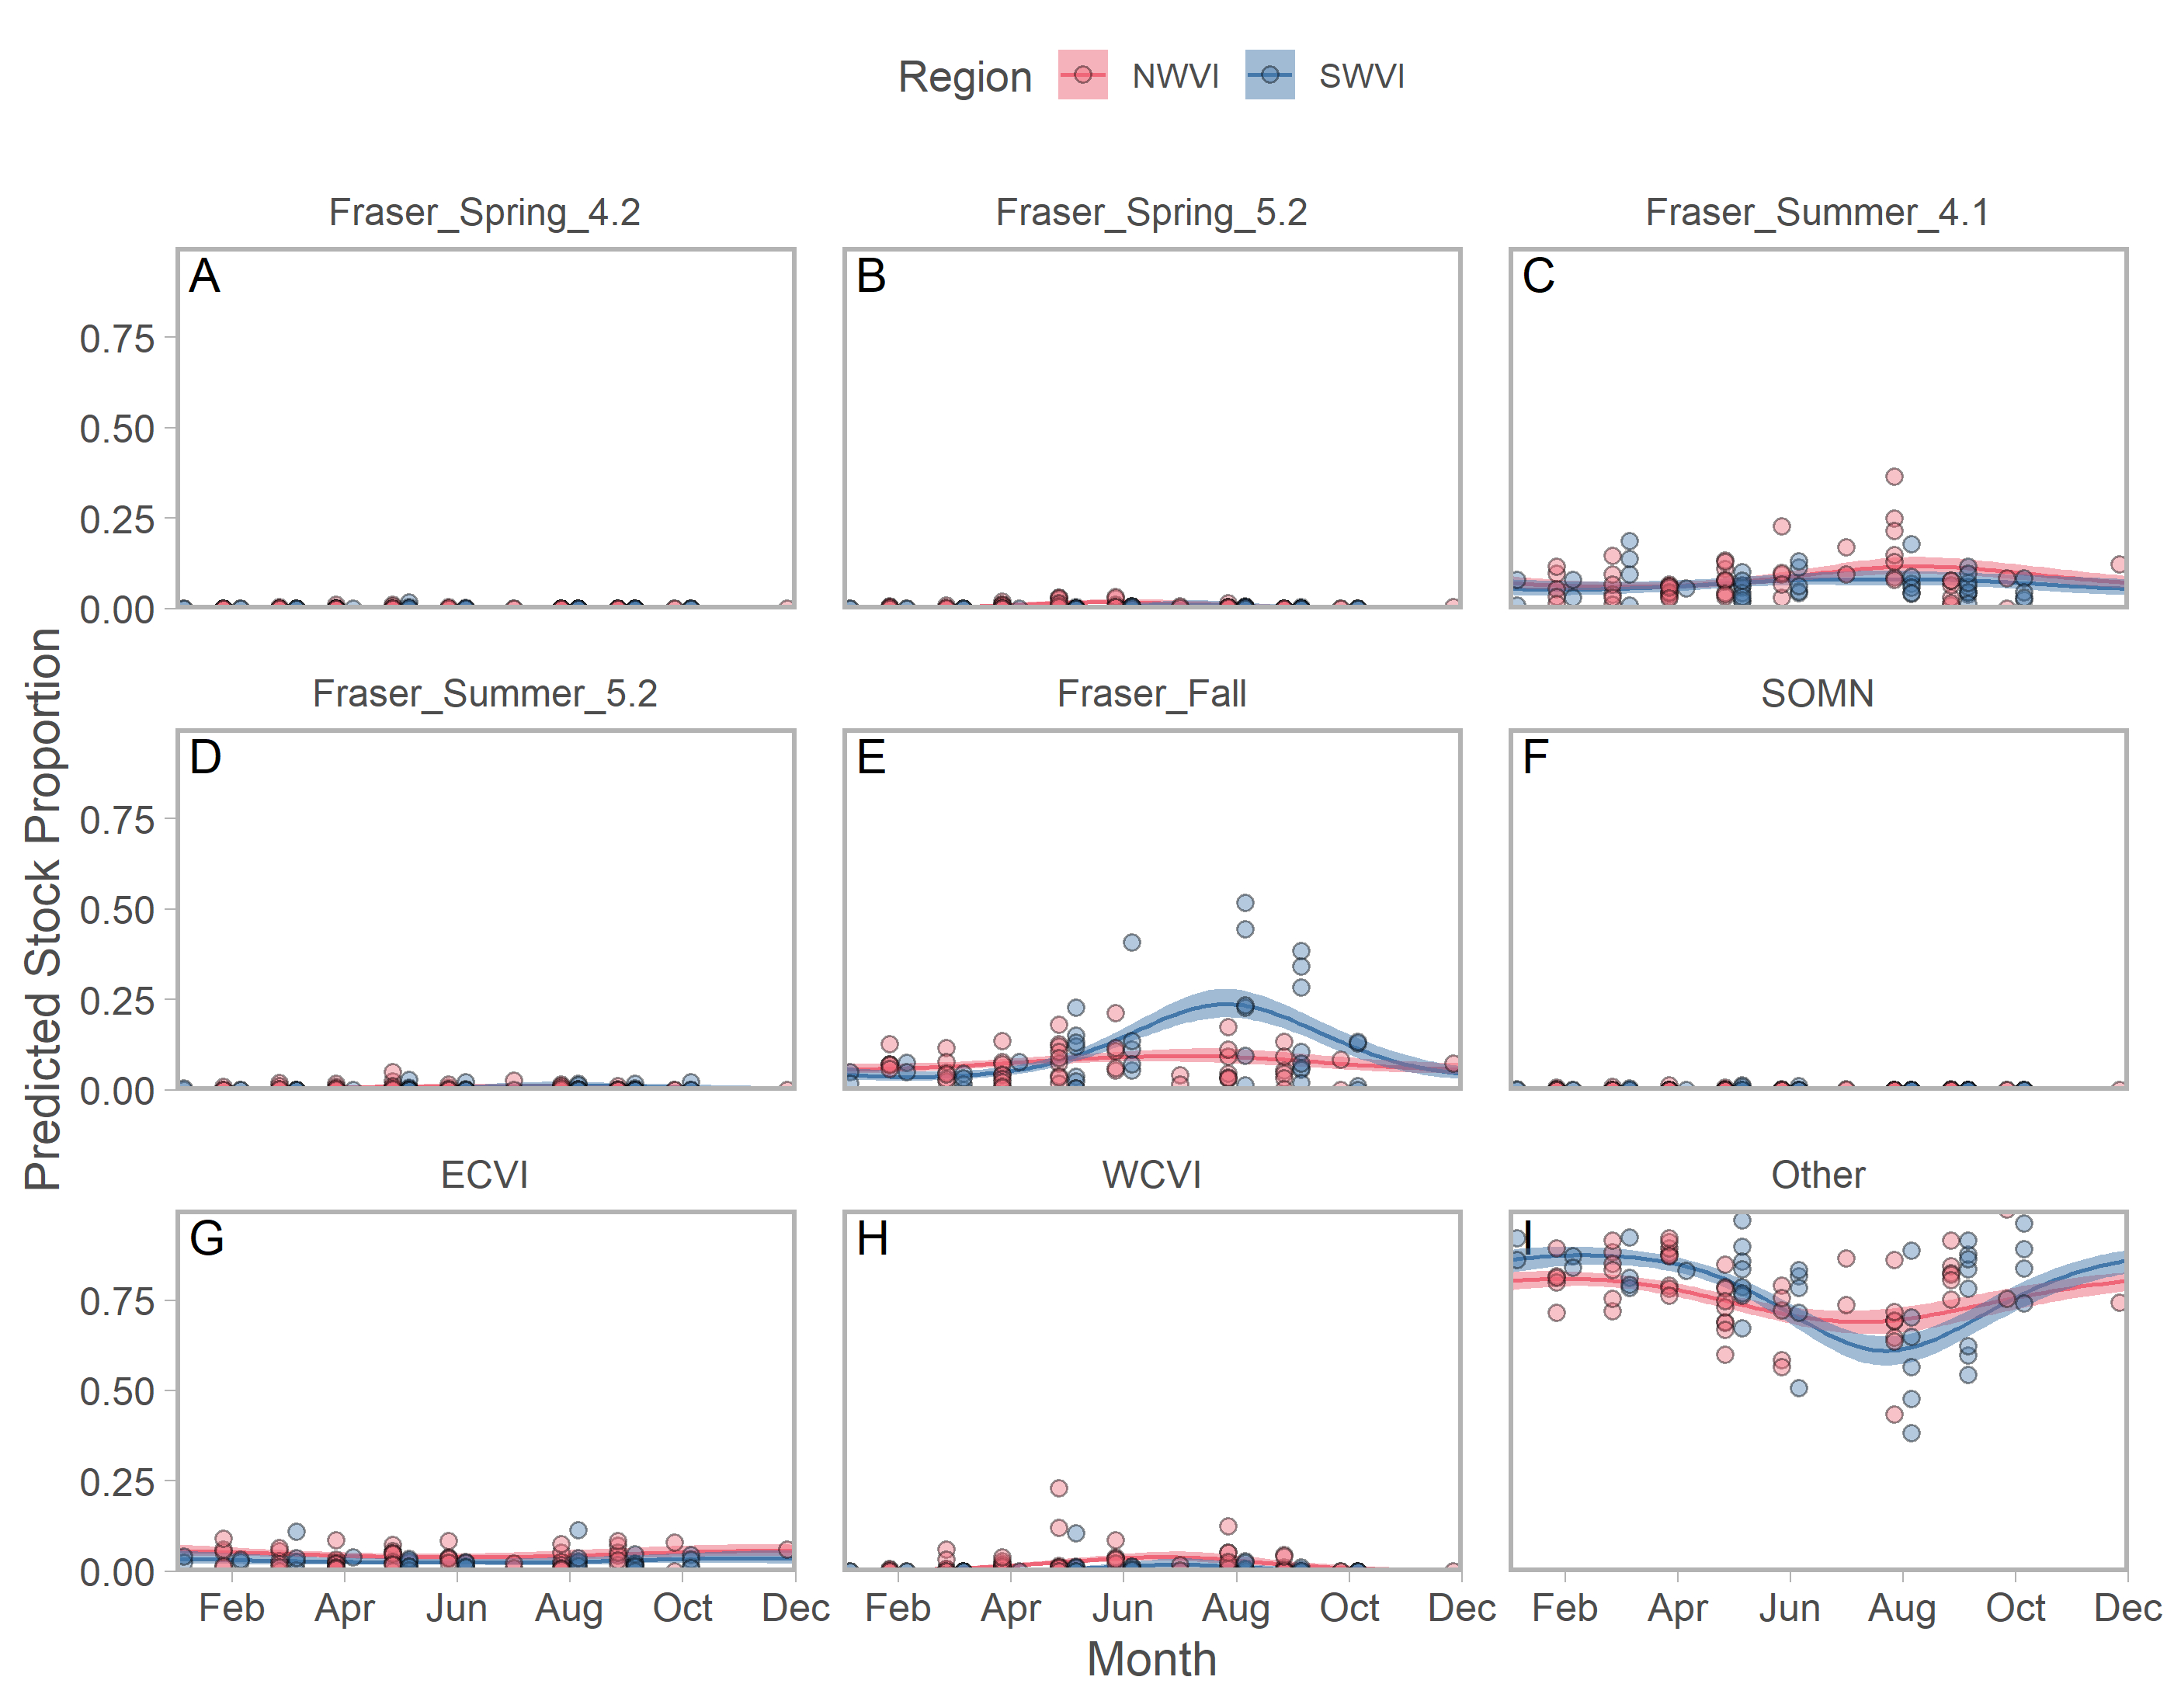 Region NWVI SWVI
Fraser_Spring_4.2 Fraser_Spring_5.2 Fraser_Summer_4.1
A B C
0.75
0.50
0.25
0.00
Fraser_Summer_5.2 Fraser_Fall SOMN
D E F
0.75
0.50
0.25
0.00
Predicted Stock Proportion
ECVI WCVI Other
G H I
0.75
0.50
0.25
0.00
Feb Apr Jun Aug Oct Dec Feb Apr Jun Aug Oct Dec Feb Apr Jun Aug Oct Dec
Month